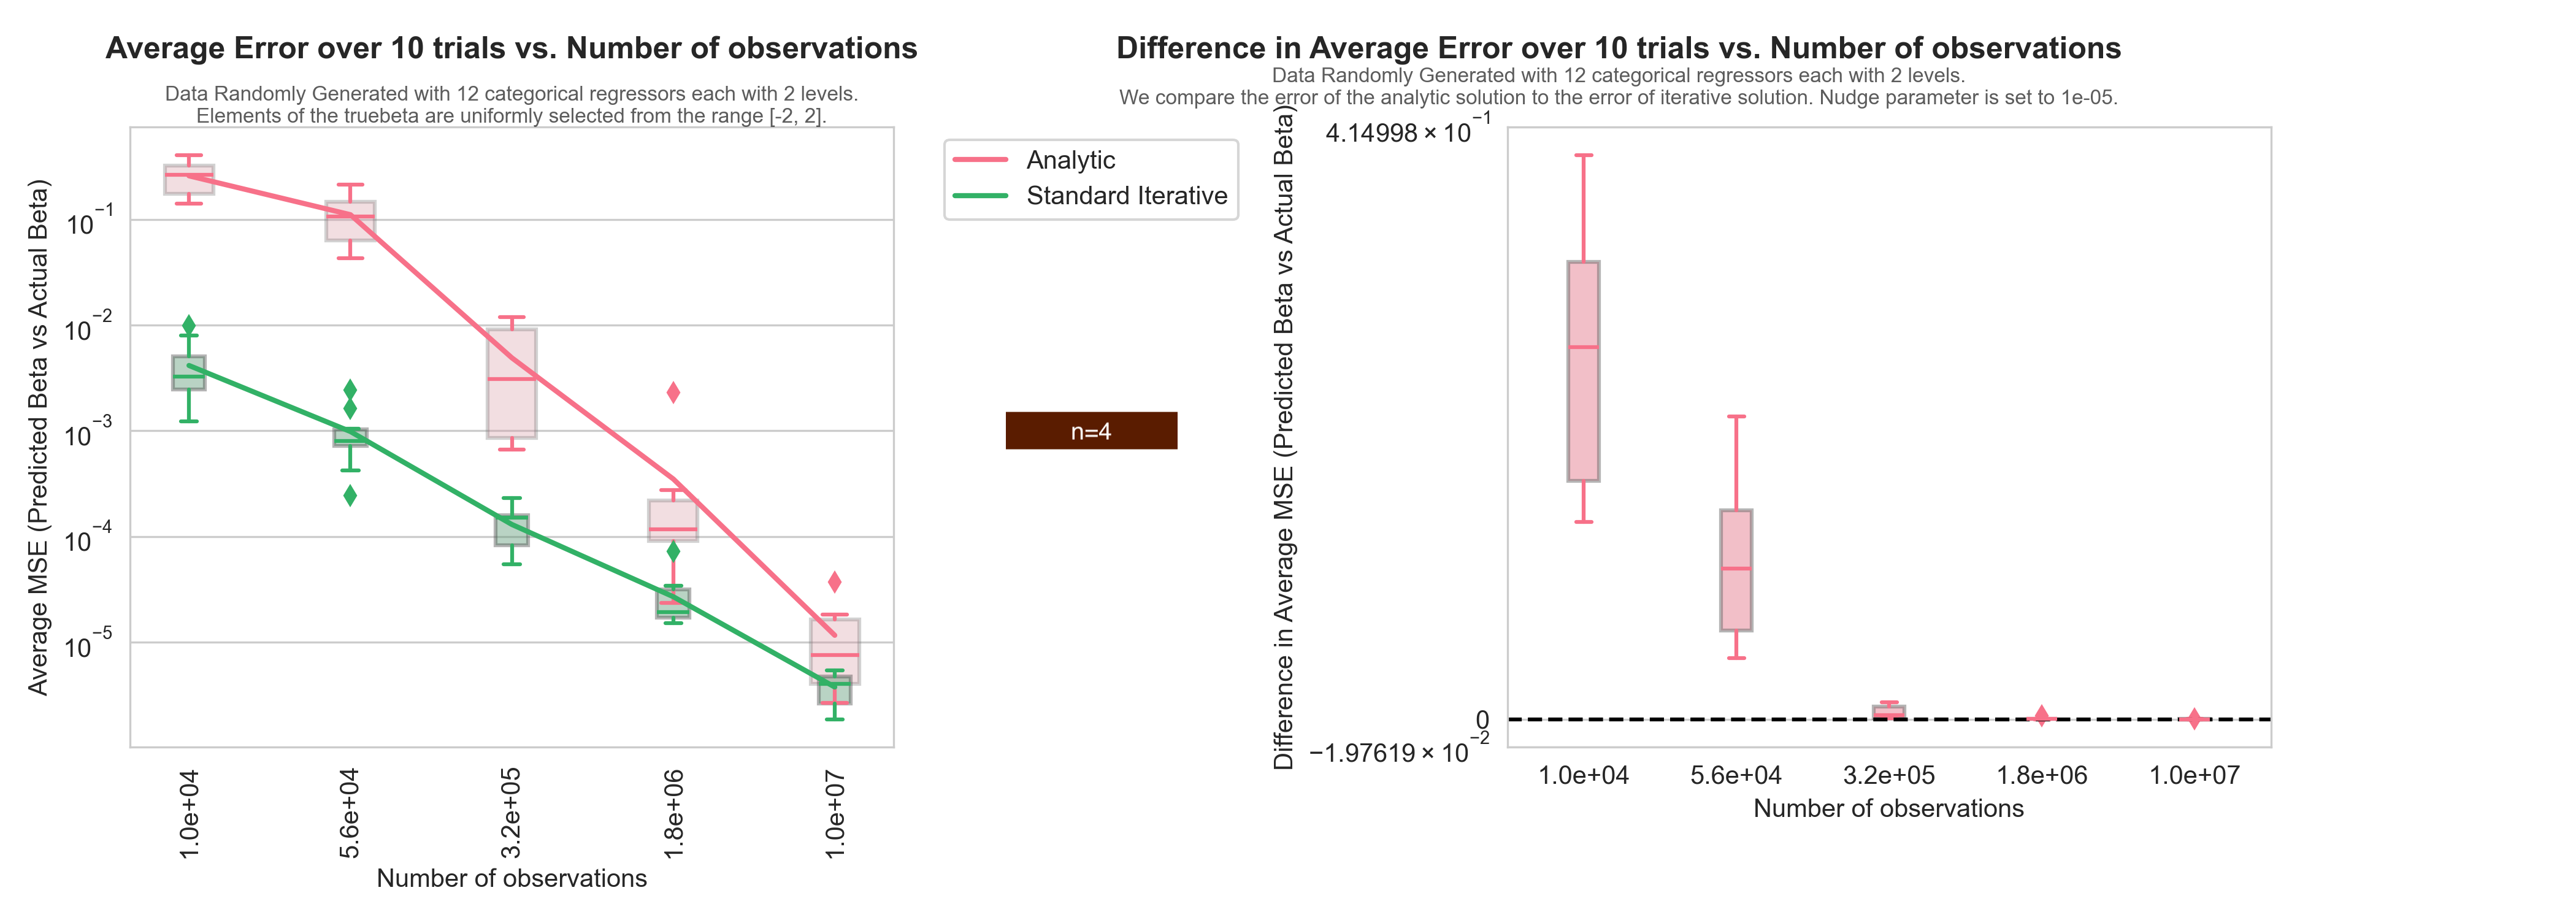 Average Error over 10 trials vs. Number of observations
Data Randomly Generated with 12 categorical regressors each with 2 levels.
Elements of the truebeta are uniformly selected from the range [-2, 2].
Average MSE (Predicted Beta vs Actual Beta)
10⁻¹
10⁻²
10⁻³
10⁻⁴
10⁻⁵
1.0e+04
5.6e+04
3.2e+05
1.8e+06
1.0e+07
Number of observations
Analytic
Standard Iterative
n=4
Difference in Average Error over 10 trials vs. Number of observations
Data Randomly Generated with 12 categorical regressors each with 2 levels.
We compare the error of the analytic solution to the error of iterative solution. Nudge parameter is set to 1e-05.
Difference in Average MSE (Predicted Beta vs Actual Beta)
4.14998 × 10⁻¹
0
−1.97619 × 10⁻²
1.0e+04
5.6e+04
3.2e+05
1.8e+06
1.0e+07
Number of observations